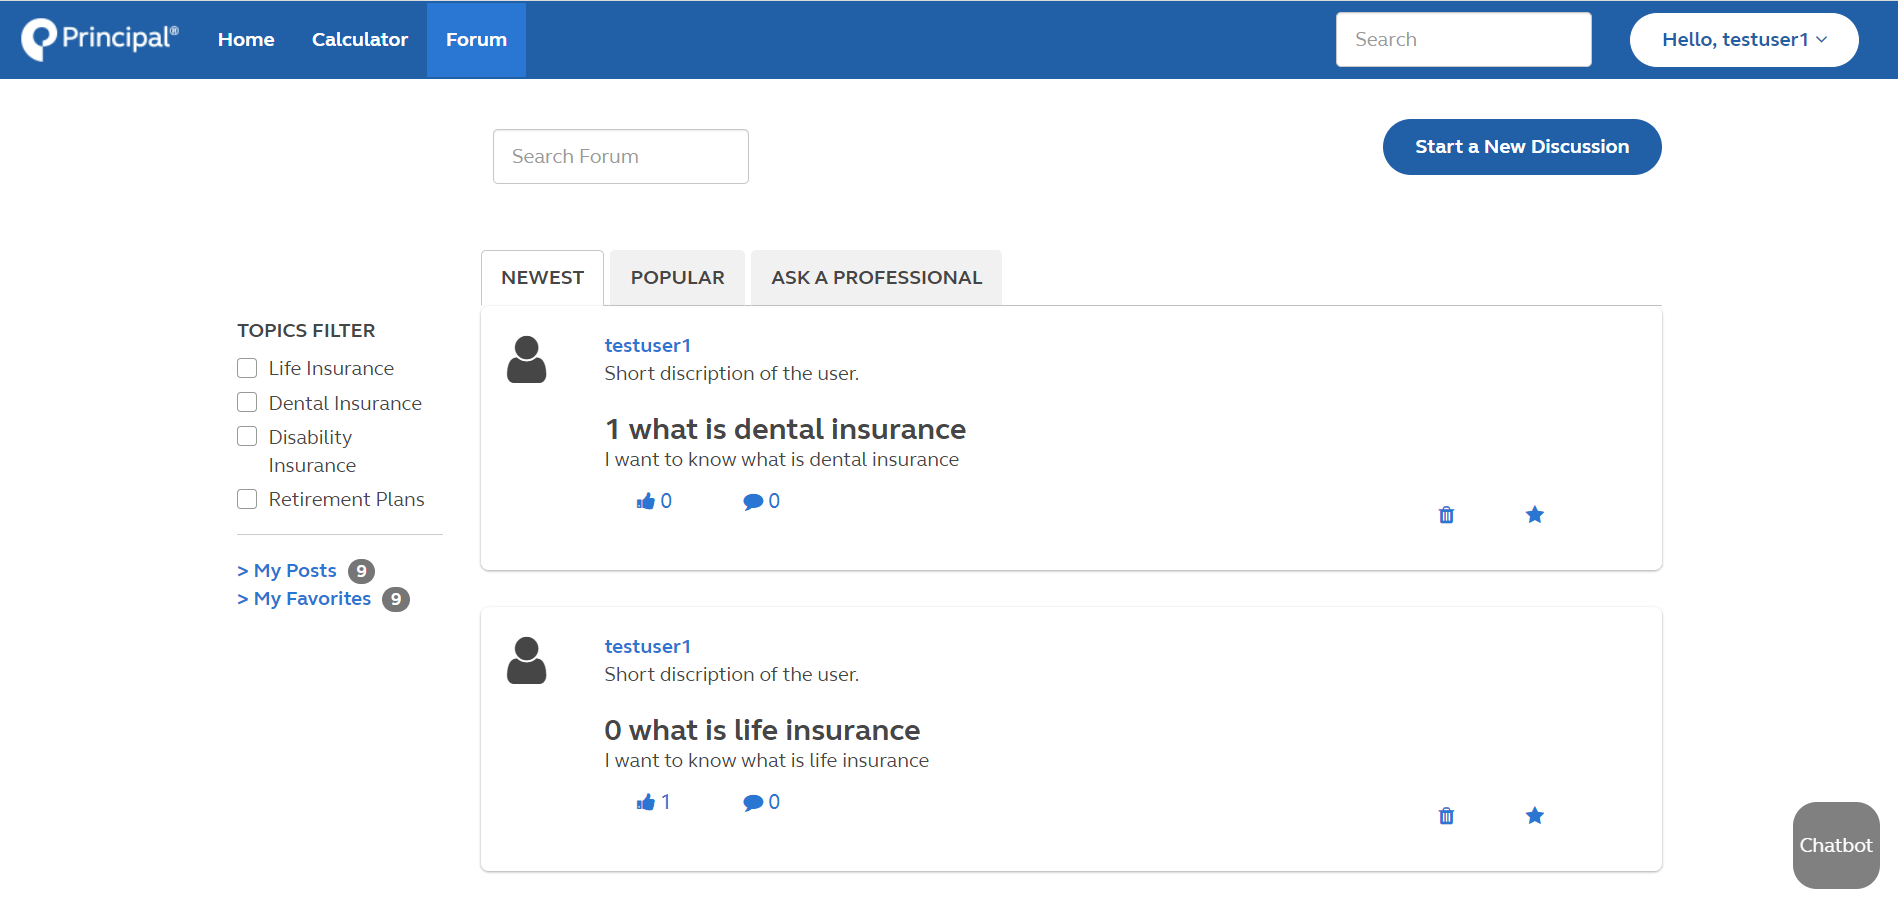 Principal®
Home
Calculator
Forum
Search
Hello, testuser1
Search Forum
Start a New Discussion
NEWEST
POPULAR
ASK A PROFESSIONAL
TOPICS FILTER
Life Insurance
Dental Insurance
Disability
Insurance
Retirement Plans
> My Posts 9
> My Favorites 9
testuser1
Short discription of the user.
1 what is dental insurance
I want to know what is dental insurance
0 0
testuser1
Short discription of the user.
0 what is life insurance
I want to know what is life insurance
1 0
Chatbot